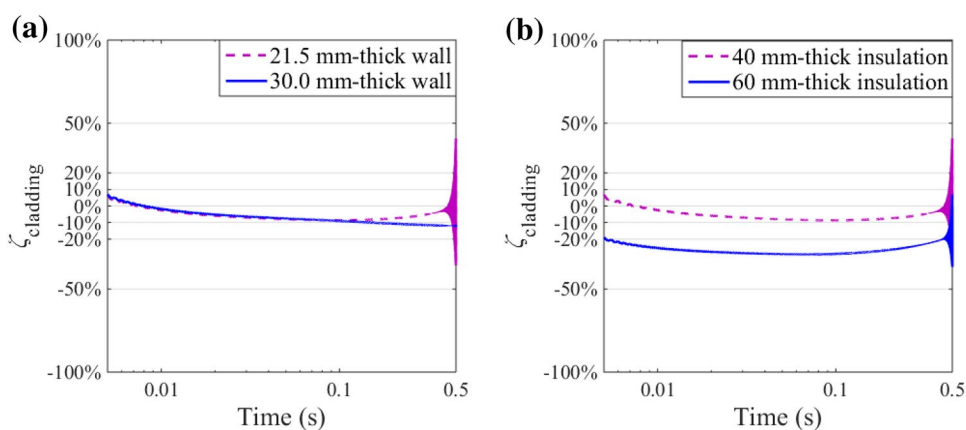 (a)
100%
50%
20%
10%
0%
-10%
-20%
-50%
-100%
ζcladding
21.5 mm-thick wall
30.0 mm-thick wall
0.01
0.1
0.5
Time (s)
(b)
100%
50%
20%
10%
0%
-10%
-20%
-50%
-100%
ζcladding
40 mm-thick insulation
60 mm-thick insulation
0.01
0.1
0.5
Time (s)